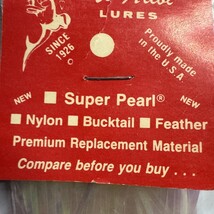 LURES
SINCE
1926
Proudly made
in the U.S.A.
NEW
NEW
Super Pearl®
Nylon Bucktail Feather
Premium Replacement Material
Compare before you buy . . .